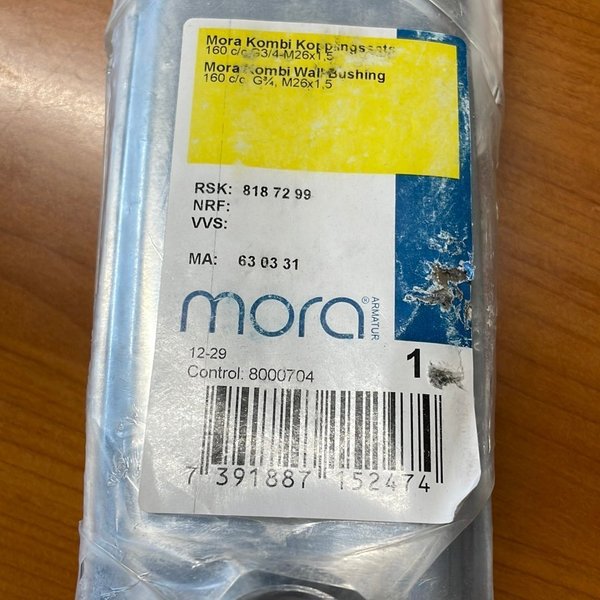 Mora Kombi Kopplingssats
160 c/c G3/4-M26x1,5
Mora Kombi Wall Bushing
160 c/c G¾, M26x1,5
RSK: 818 72 99
NRF:
VVS:
MA: 63 03 31
mora® ARMATUR
12-29
Control: 8000704
1
7 391887 152474